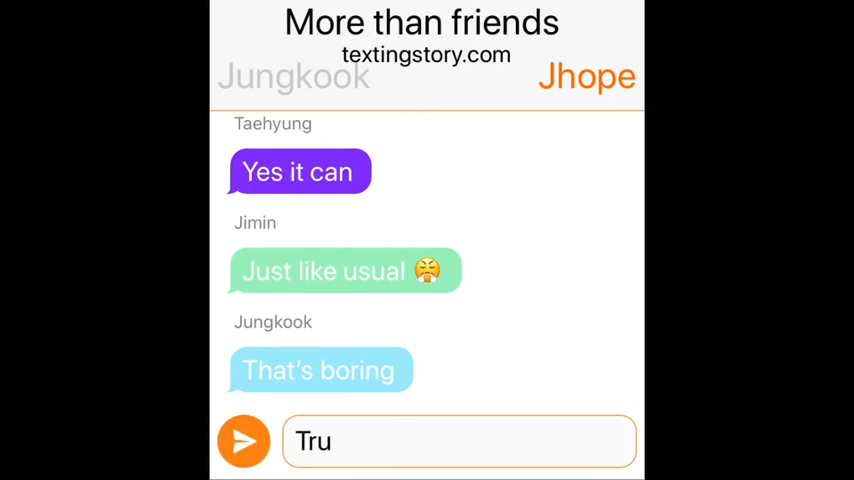 More than friends
textingstory.com
Jungkook Jhope
Taehyung
Yes it can
Jimin
Just like usual 😤
Jungkook
That's boring
Tru